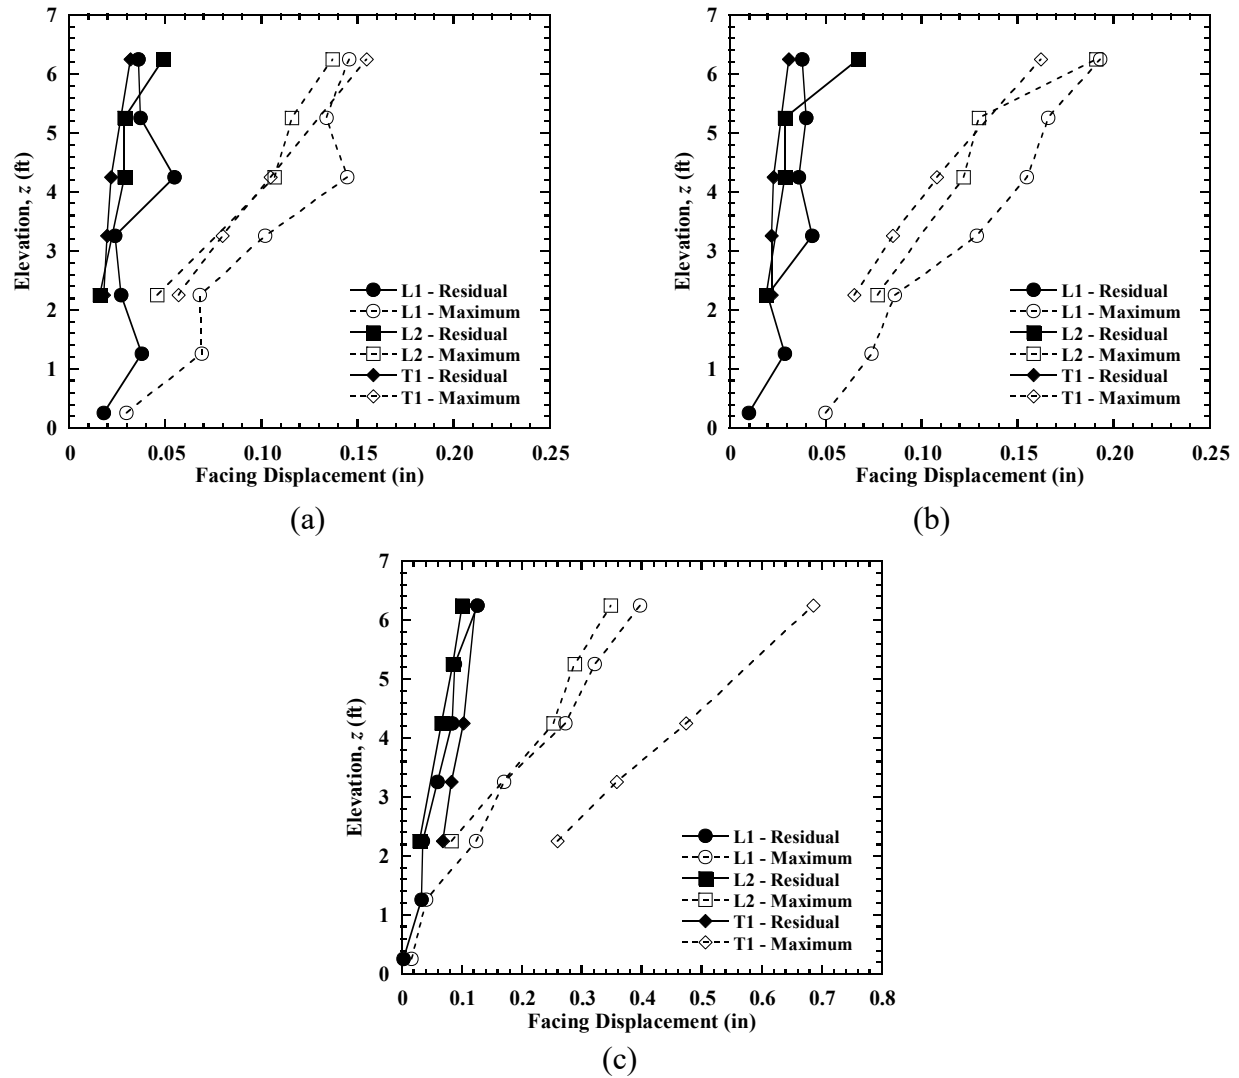 7
6
5
4
3
2
1
0
Elevation, z (ft)
L1 - Residual
L1 - Maximum
L2 - Residual
L2 - Maximum
T1 - Residual
T1 - Maximum
0 0.05 0.10 0.15 0.20 0.25
Facing Displacement (in)
(a)
7
6
5
4
3
2
1
0
Elevation, z (ft)
L1 - Residual
L1 - Maximum
L2 - Residual
L2 - Maximum
T1 - Residual
T1 - Maximum
0 0.05 0.10 0.15 0.20 0.25
Facing Displacement (in)
(b)
7
6
5
4
3
2
1
0
Elevation, z (ft)
L1 - Residual
L1 - Maximum
L2 - Residual
L2 - Maximum
T1 - Residual
T1 - Maximum
0 0.1 0.2 0.3 0.4 0.5 0.6 0.7 0.8
Facing Displacement (in)
(c)